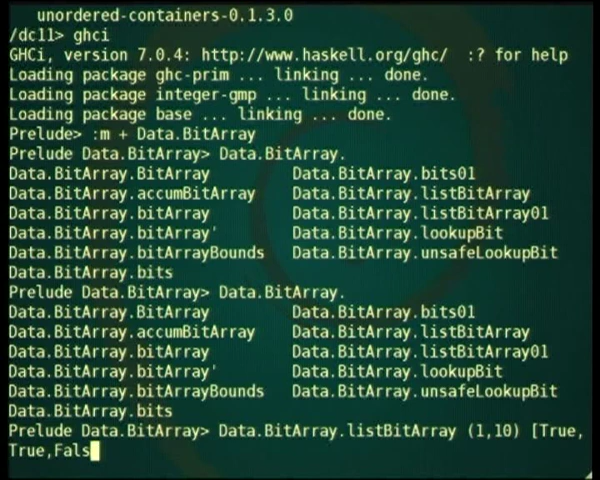 unordered-containers-0.1.3.0
/dcl1> ghci
GHCi, version 7.0.4: http://www.haskell.org/ghc/  :? for help
Loading package ghc-prim ... linking ... done.
Loading package integer-gmp ... linking ... done.
Loading package base ... linking ... done.
Prelude> :m + Data.BitArray
Prelude Data.BitArray> Data.BitArray.
Data.BitArray.BitArray          Data.BitArray.bits01
Data.BitArray.accumBitArray     Data.BitArray.listBitArray
Data.BitArray.bitArray          Data.BitArray.listBitArray01
Data.BitArray.bitArray'         Data.BitArray.lookupBit
Data.BitArray.bitArrayBounds    Data.BitArray.unsafeLookupBit
Data.BitArray.bits
Prelude Data.BitArray> Data.BitArray.
Data.BitArray.BitArray          Data.BitArray.bits01
Data.BitArray.accumBitArray     Data.BitArray.listBitArray
Data.BitArray.bitArray          Data.BitArray.listBitArray01
Data.BitArray.bitArray'         Data.BitArray.lookupBit
Data.BitArray.bitArrayBounds    Data.BitArray.unsafeLookupBit
Data.BitArray.bits
Prelude Data.BitArray> Data.BitArray.listBitArray (1,10) [True,
True,Fals